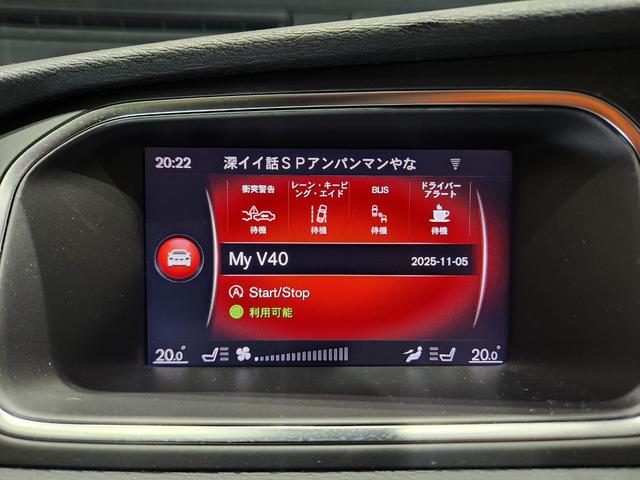 20:22 深イイ話SPアンパンマンやな
衝突警告 レーン・キーピ BLIS ドライバー
ング・エイド アラート
待機 待機 待機 待機
My V40 2025-11-05
Start/Stop
利用可能
20.0° 20.0°